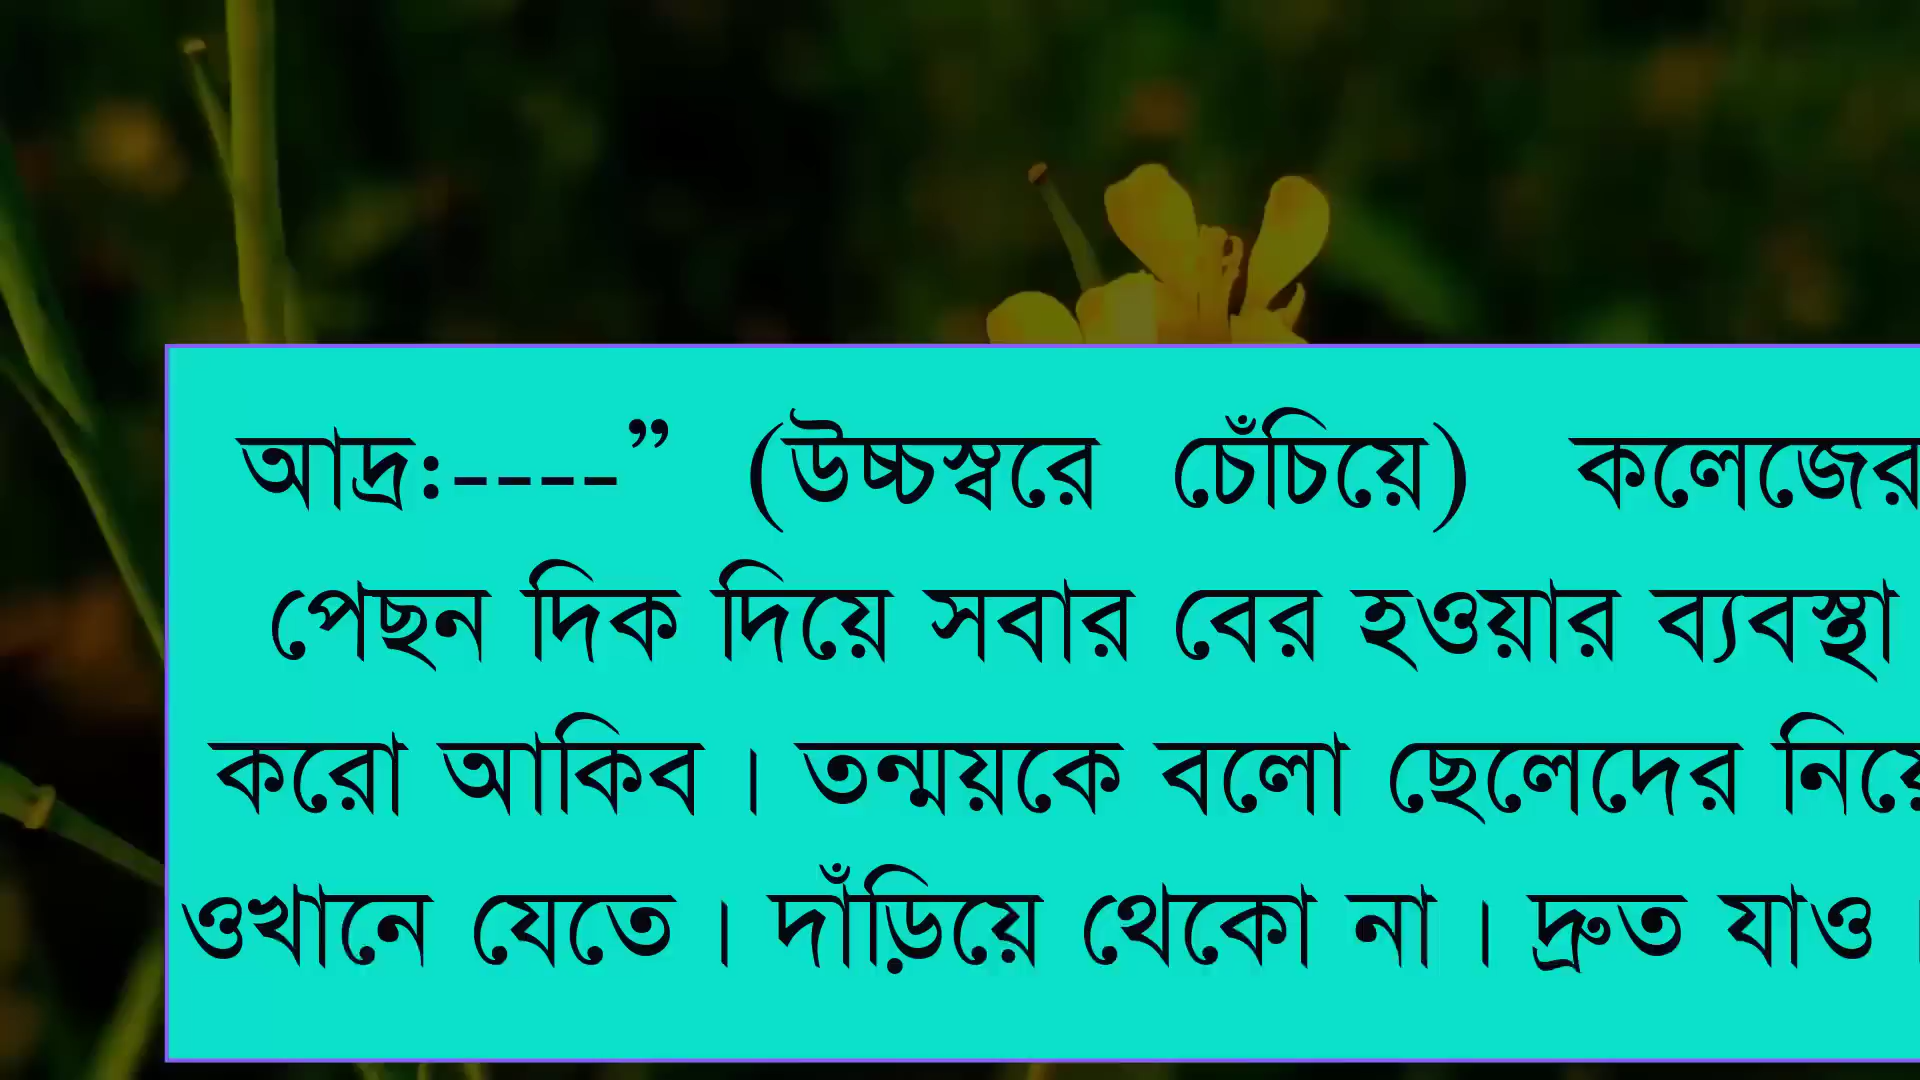 আদ্র:----” (উচ্চস্বরে চেঁচিয়ে) কলেজের
পেছন দিক দিয়ে সবার বের হওয়ার ব্যবস্থা
করো আকিব । তন্ময়কে বলো ছেলেদের নিয়ে
ওখানে যেতে । দাঁড়িয়ে থেকো না । দ্রুত যাও ।